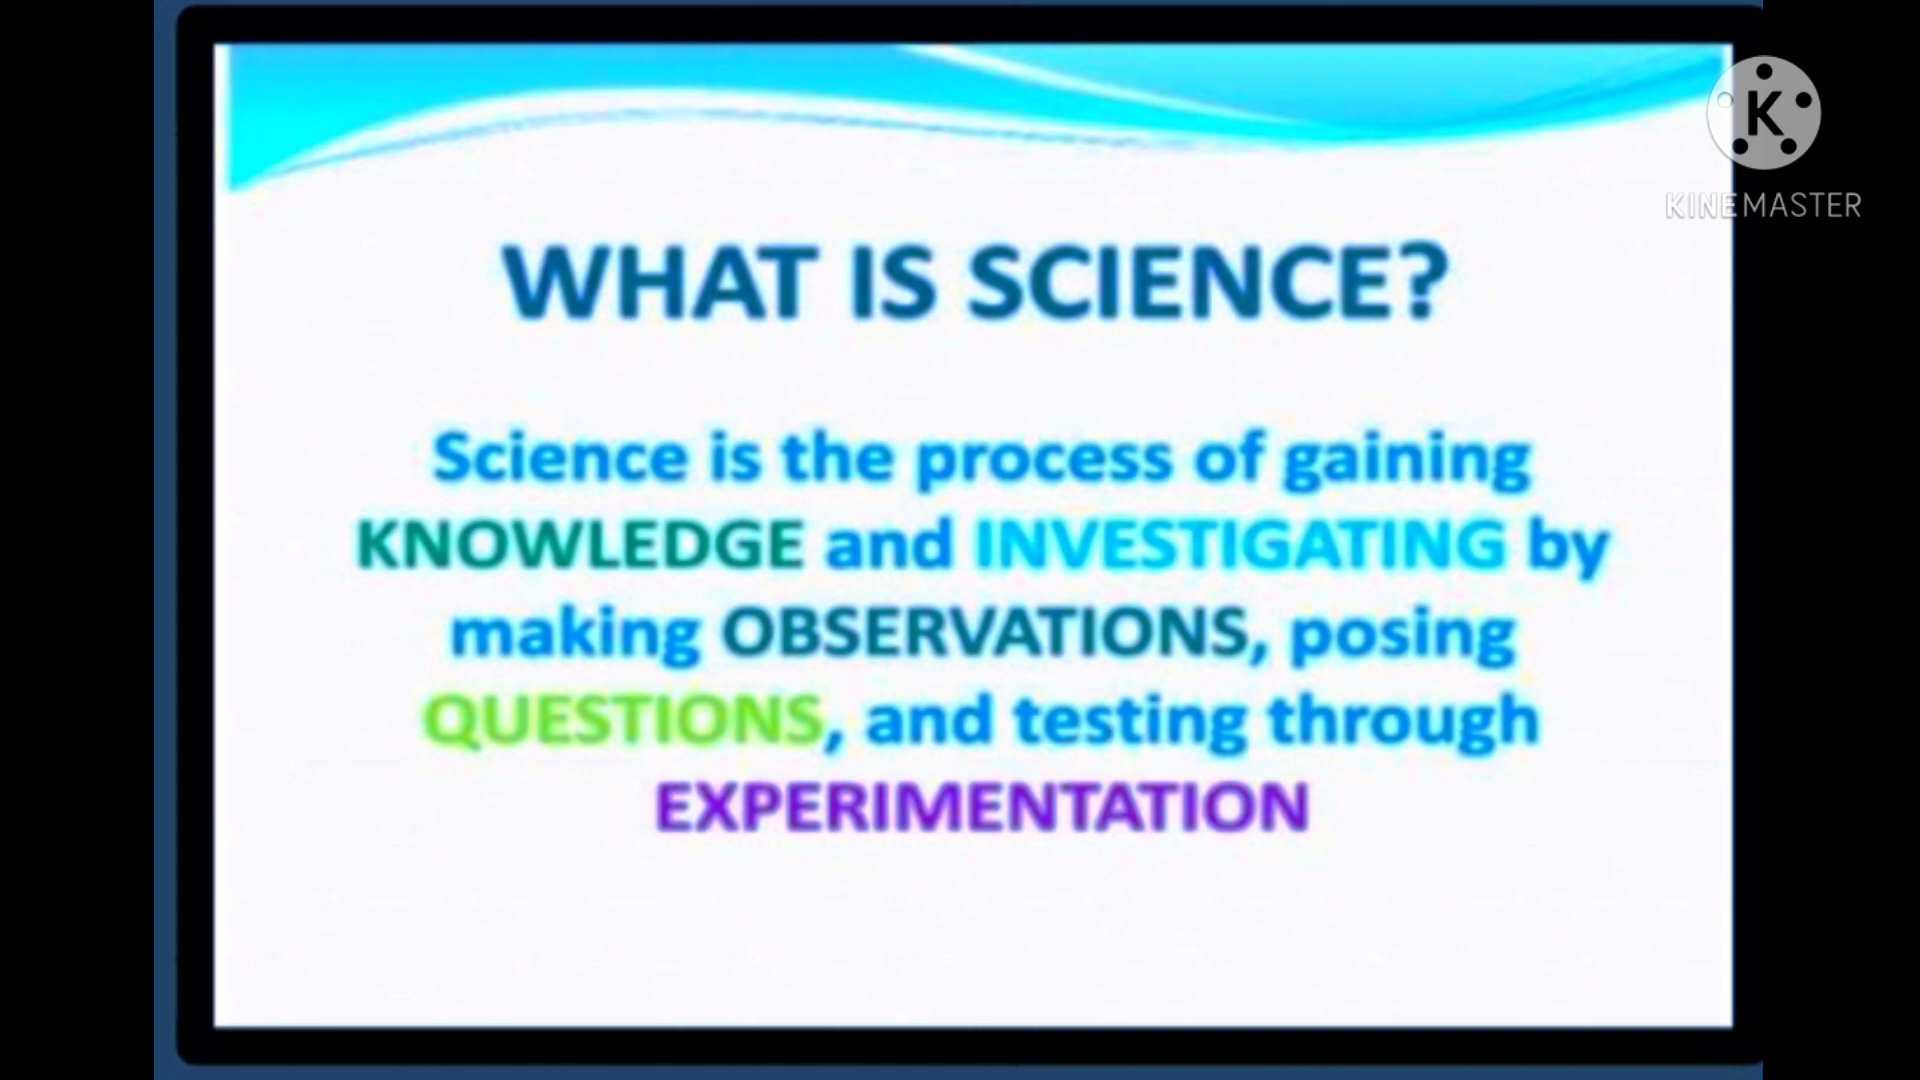 K
KINEMASTER
WHAT IS SCIENCE?
Science is the process of gaining
KNOWLEDGE and INVESTIGATING by
making OBSERVATIONS, posing
QUESTIONS, and testing through
EXPERIMENTATION